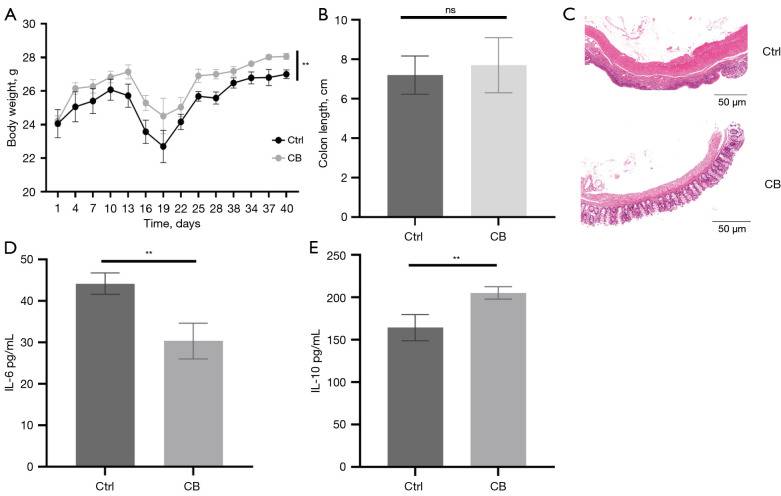 A
Body weight, g
28
26
24
22
20
**
Ctrl
CB
1 4 7 10 13 16 19 22 25 28 38 34 37 40
Time, days
B
ns
Colon length, cm
10
8
6
4
2
0
Ctrl CB
C
Ctrl
50 μm
CB
50 μm
D
**
IL-6 pg/mL
50
40
30
20
10
0
Ctrl CB
E
**
IL-10 pg/mL
250
200
150
100
50
0
Ctrl CB